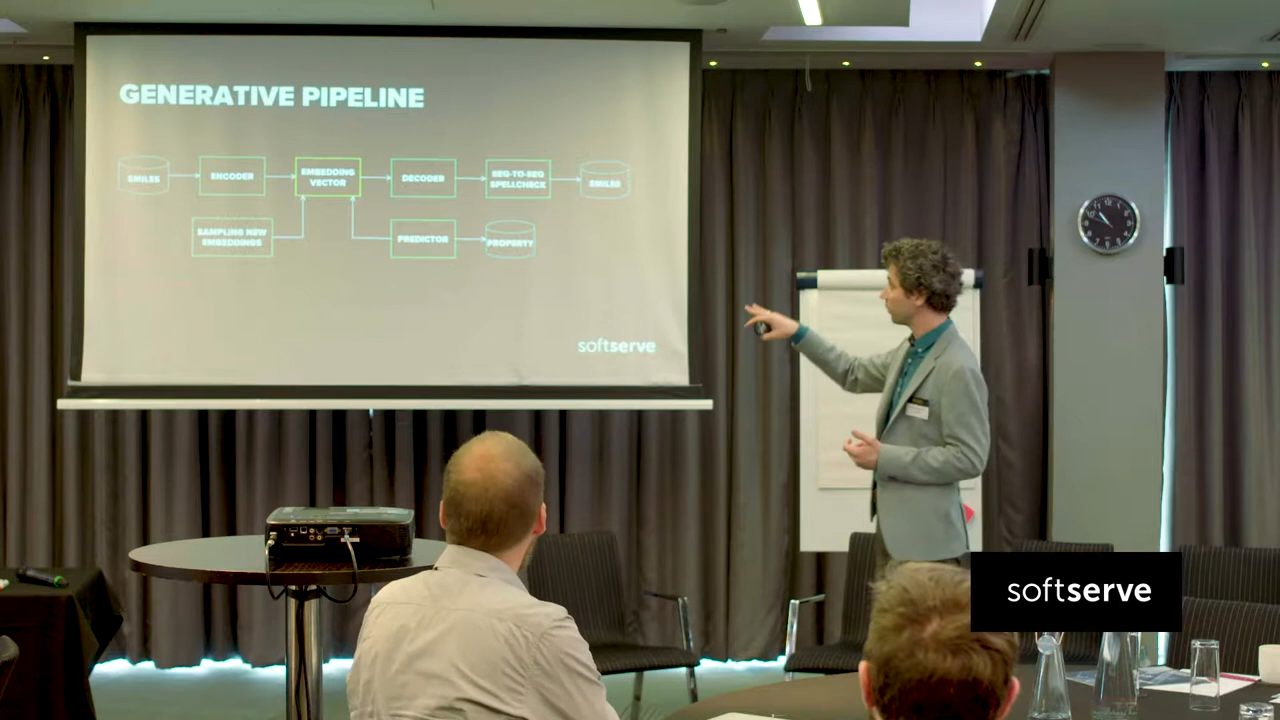 GENERATIVE PIPELINE
SMILES
ENCODER
EMBEDDING
VECTOR
DECODER
SEQ-TO-SEQ
SPELLCHECK
SMILES
SAMPLING NEW
EMBEDDINGS
PREDICTOR
PROPERTY
softserve
softserve